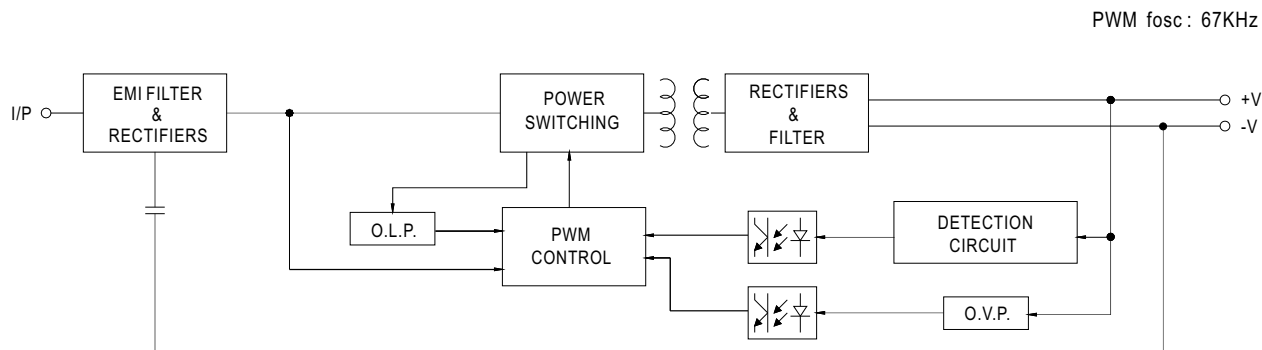 PWM fosc : 67KHz
I/P
EMI FILTER
&
RECTIFIERS
POWER
SWITCHING
RECTIFIERS
&
FILTER
+V
-V
O.L.P.
PWM
CONTROL
DETECTION
CIRCUIT
O.V.P.